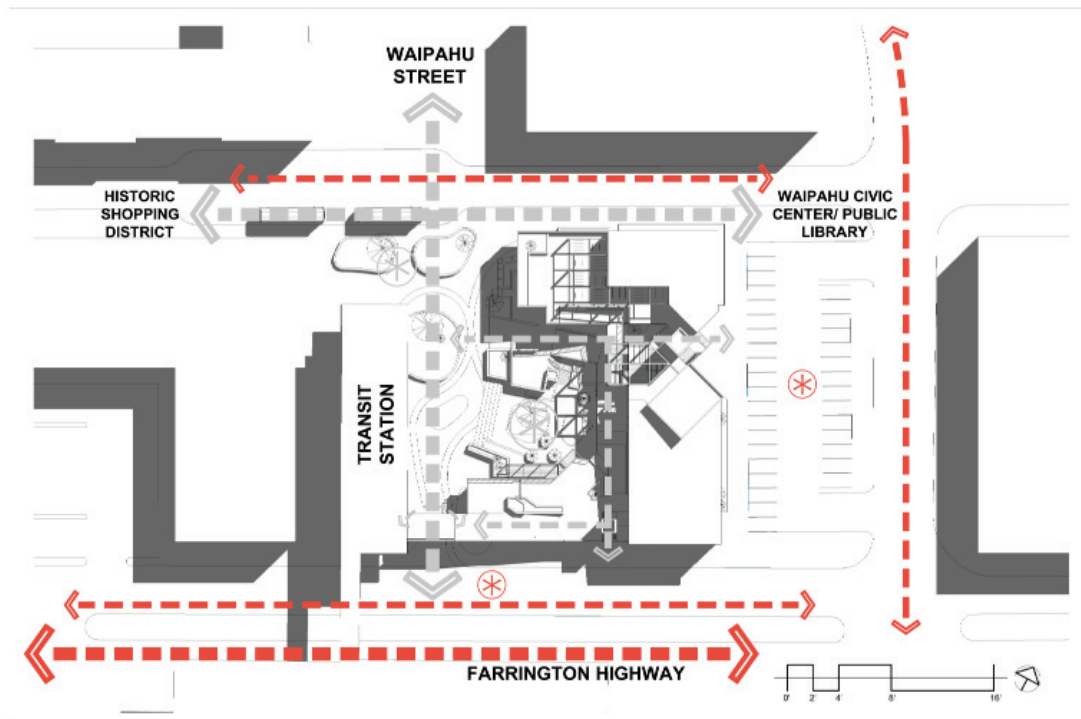 WAIPAHU
STREET
HISTORIC
SHOPPING
DISTRICT
WAIPAHU CIVIC
CENTER/ PUBLIC
LIBRARY
TRANSIT
STATION
FARRINGTON HIGHWAY
0' 2' 4' 8' 16'